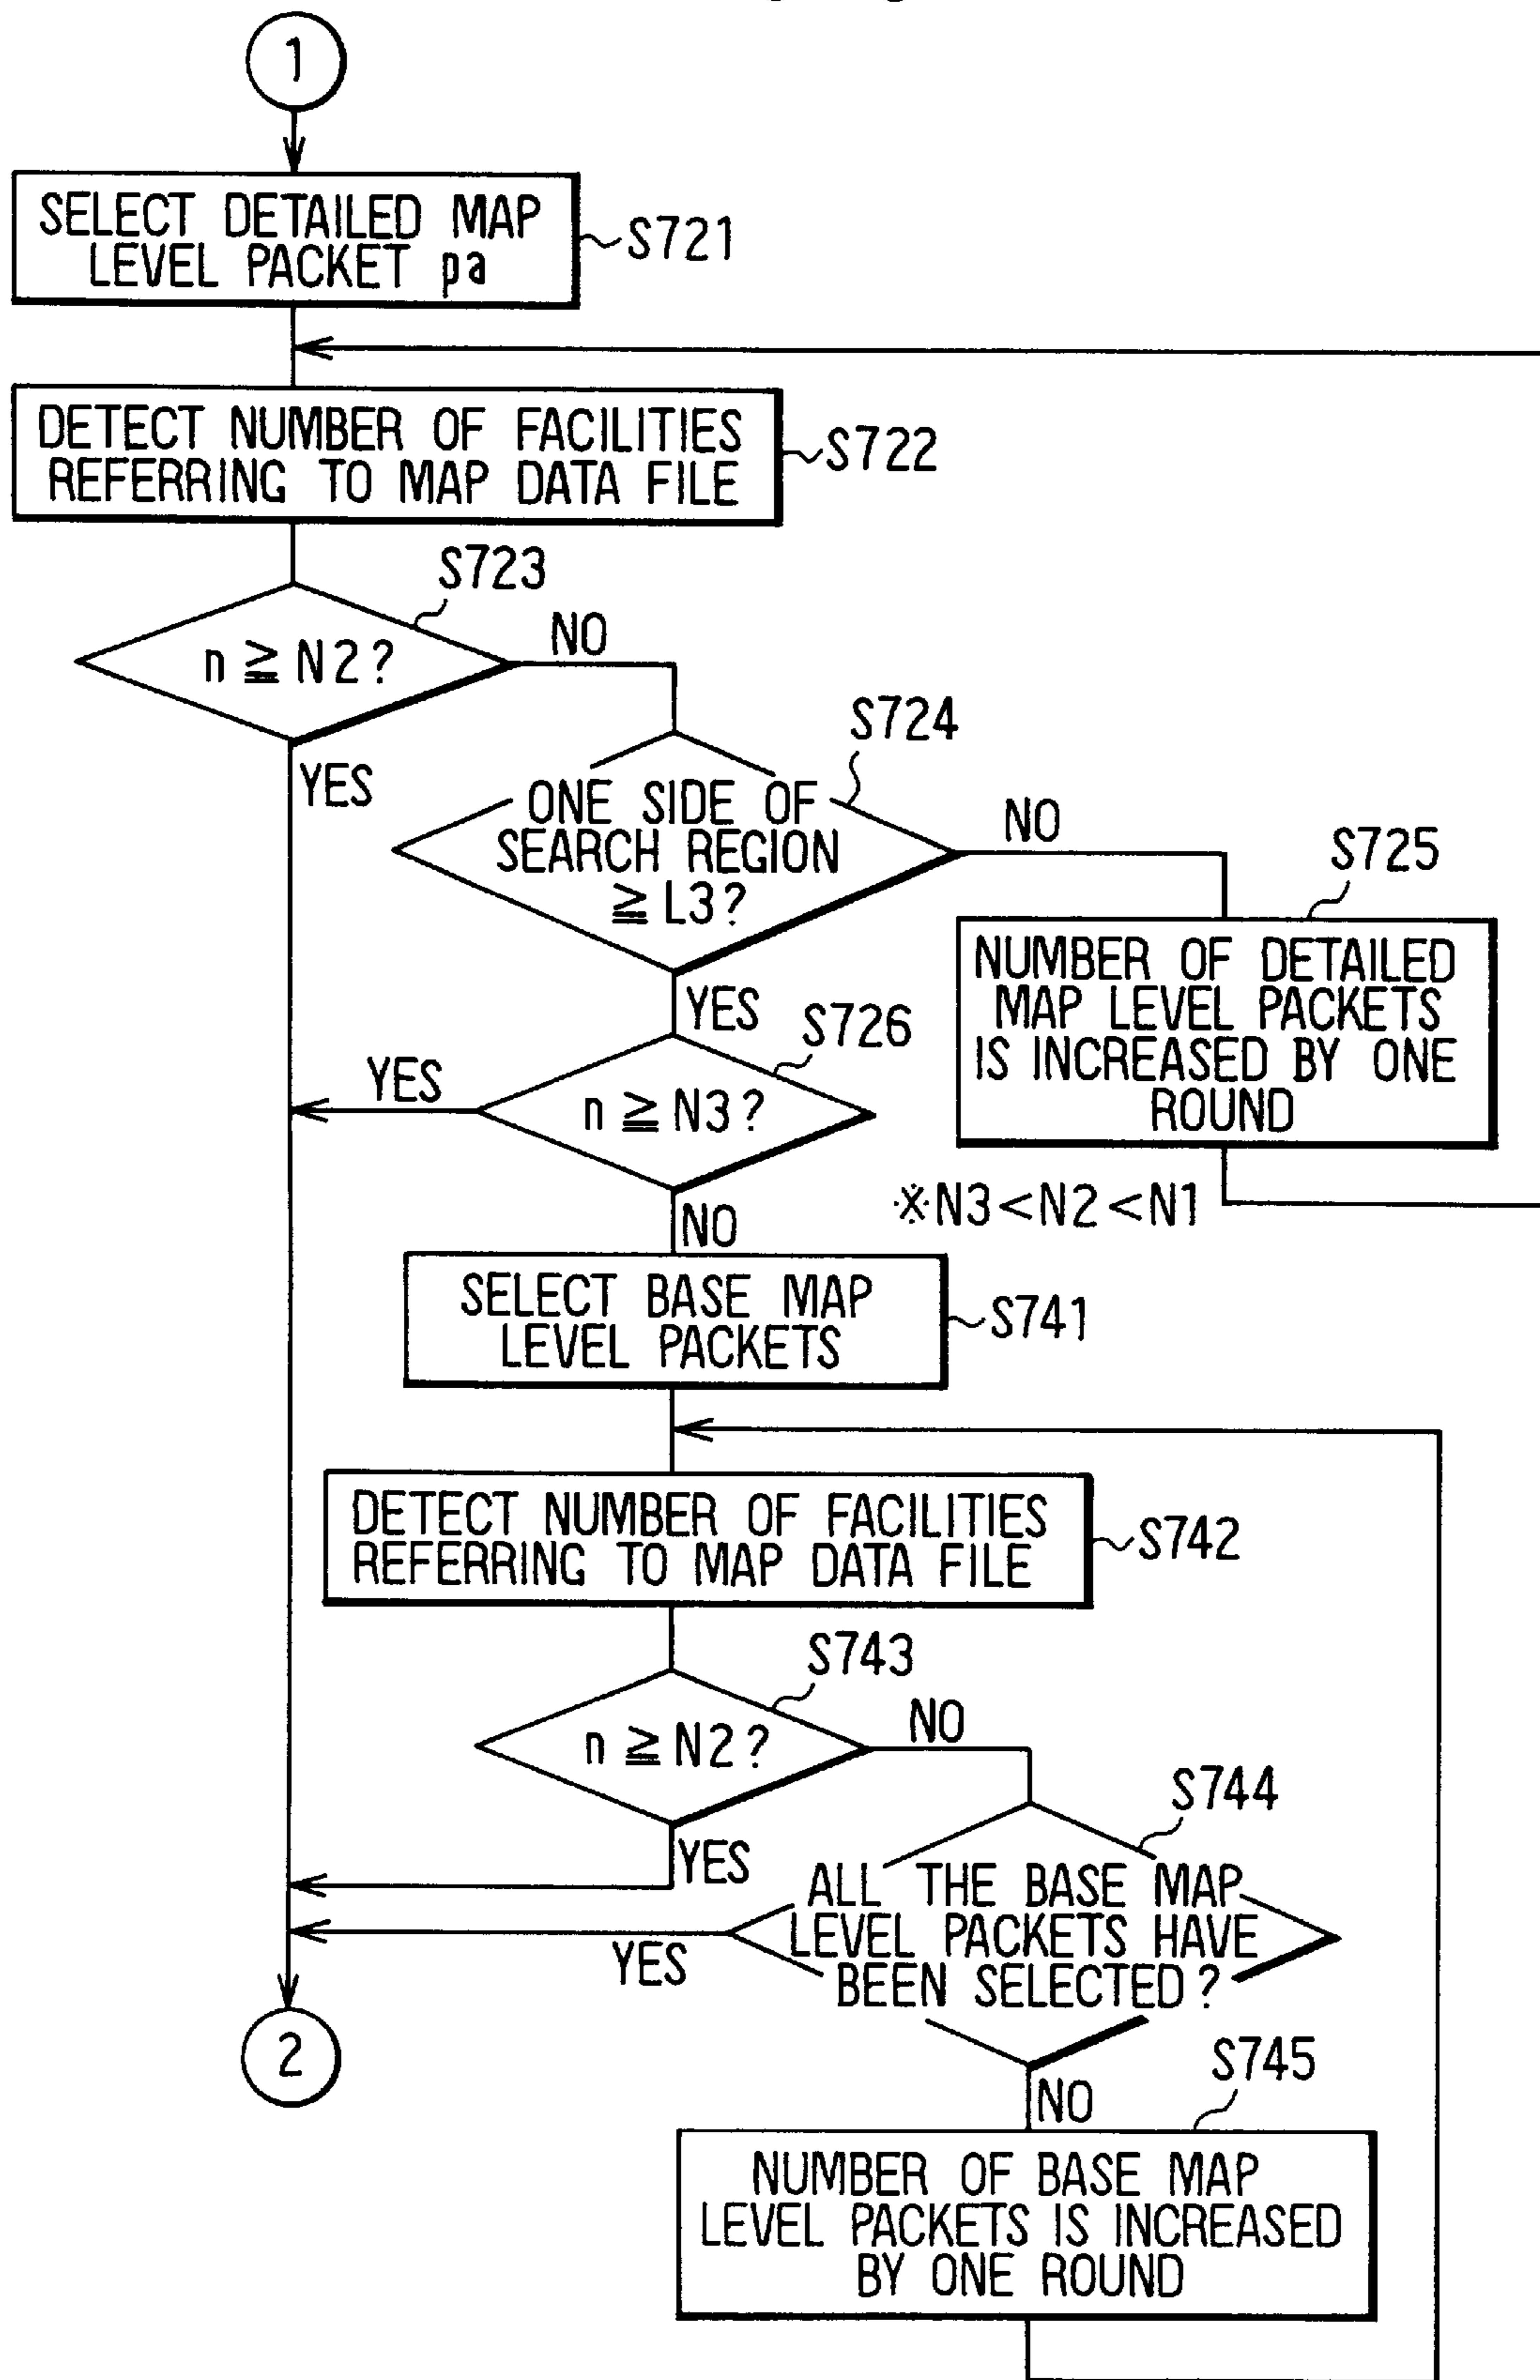 1
SELECT DETAILED MAP
LEVEL PACKET pa
S721
DETECT NUMBER OF FACILITIES
REFERRING TO MAP DATA FILE
S722
S723
n ≧ N2?
NO
YES
S724
ONE SIDE OF
SEARCH REGION
≧ L3?
NO
YES
S725
NUMBER OF DETAILED
MAP LEVEL PACKETS
IS INCREASED BY ONE
ROUND
S726
n ≧ N3?
YES
NO
※N3<N2<N1
SELECT BASE MAP
LEVEL PACKETS
S741
DETECT NUMBER OF FACILITIES
REFERRING TO MAP DATA FILE
S742
S743
n ≧ N2?
NO
YES
S744
ALL THE BASE MAP
LEVEL PACKETS HAVE
BEEN SELECTED?
YES
NO
2
S745
NUMBER OF BASE MAP
LEVEL PACKETS IS INCREASED
BY ONE ROUND